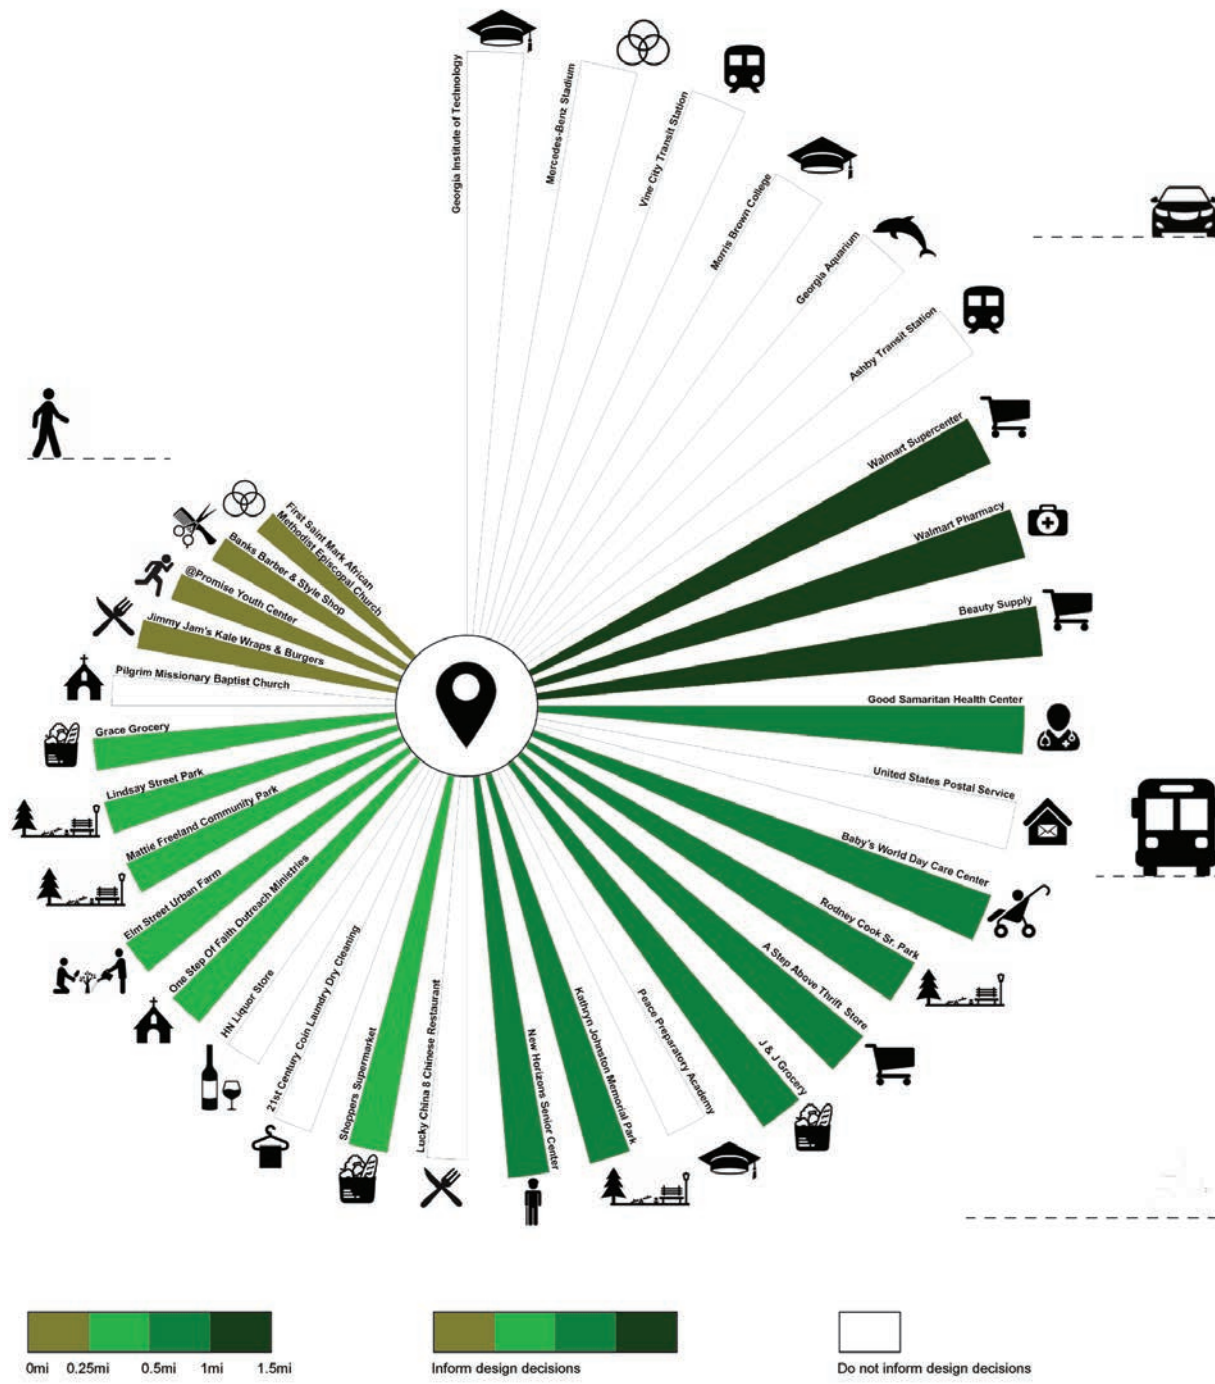 Georgia Institute of Technology
Mercedes-Benz Stadium
Vine City Transit Station
Morris Brown College
Georgia Aquarium
Ashby Transit Station
Walmart Supercenter
Walmart Pharmacy
Beauty Supply
Good Samaritan Health Center
United States Postal Service
Baby's World Day Care Center
Rodney Cook Sr. Park
A Step Above Thrift Store
J & J Grocery
Peace Preparatory Academy
Kathryn Johnston Memorial Park
New Horizons Senior Center
Lucky China 8 Chinese Restaurant
Shoppers Supermarket
21st Century Coin Laundry Dry Cleaning
HN Liquor Store
One Step Of Faith Outreach Ministries
Elm Street Urban Farm
Mattie Freeland Community Park
Lindsay Street Park
Grace Grocery
Pilgrim Missionary Baptist Church
Jimmy Jam's Kale Wraps & Burgers
@Promise Youth Center
Banks Barber & Style Shop
First Saint Mark African
Methodist Episcopal Church
0mi 0.25mi 0.5mi 1mi 1.5mi
Inform design decisions
Do not inform design decisions